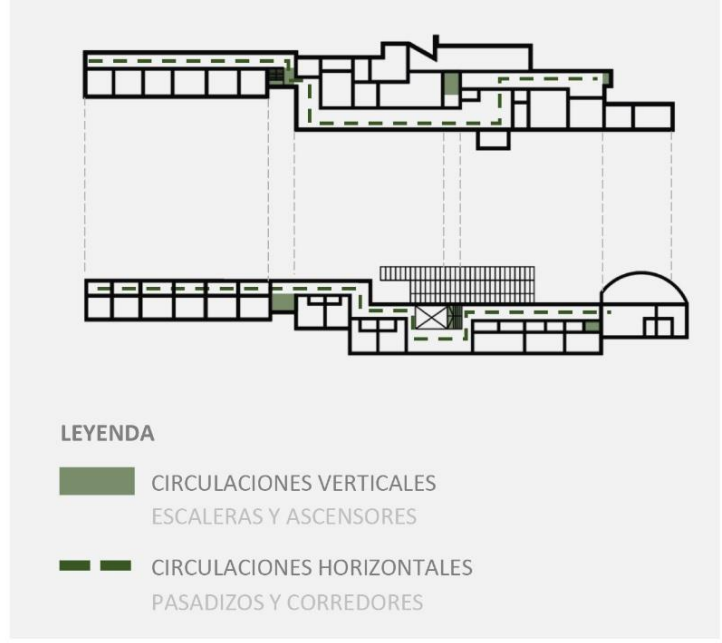 LEYENDA
CIRCULACIONES VERTICALES
ESCALERAS Y ASCENSORES
CIRCULACIONES HORIZONTALES
PASADIZOS Y CORREDORES